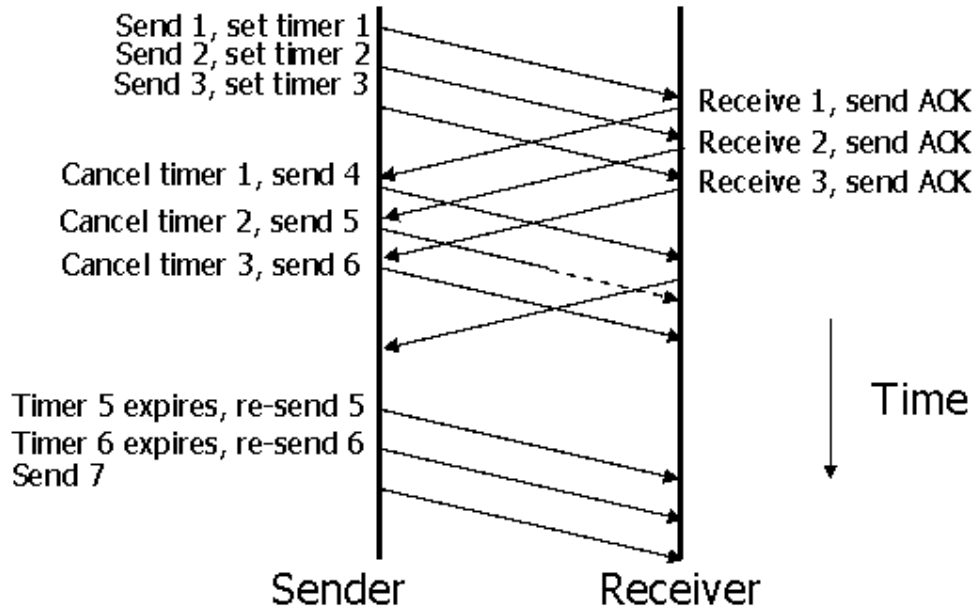 Send 1, set timer 1
Send 2, set timer 2
Send 3, set timer 3
Receive 1, send ACK
Receive 2, send ACK
Cancel timer 1, send 4
Receive 3, send ACK
Cancel timer 2, send 5
Cancel timer 3, send 6
Time
Timer 5 expires, re-send 5
Timer 6 expires, re-send 6
Send 7
Sender
Receiver